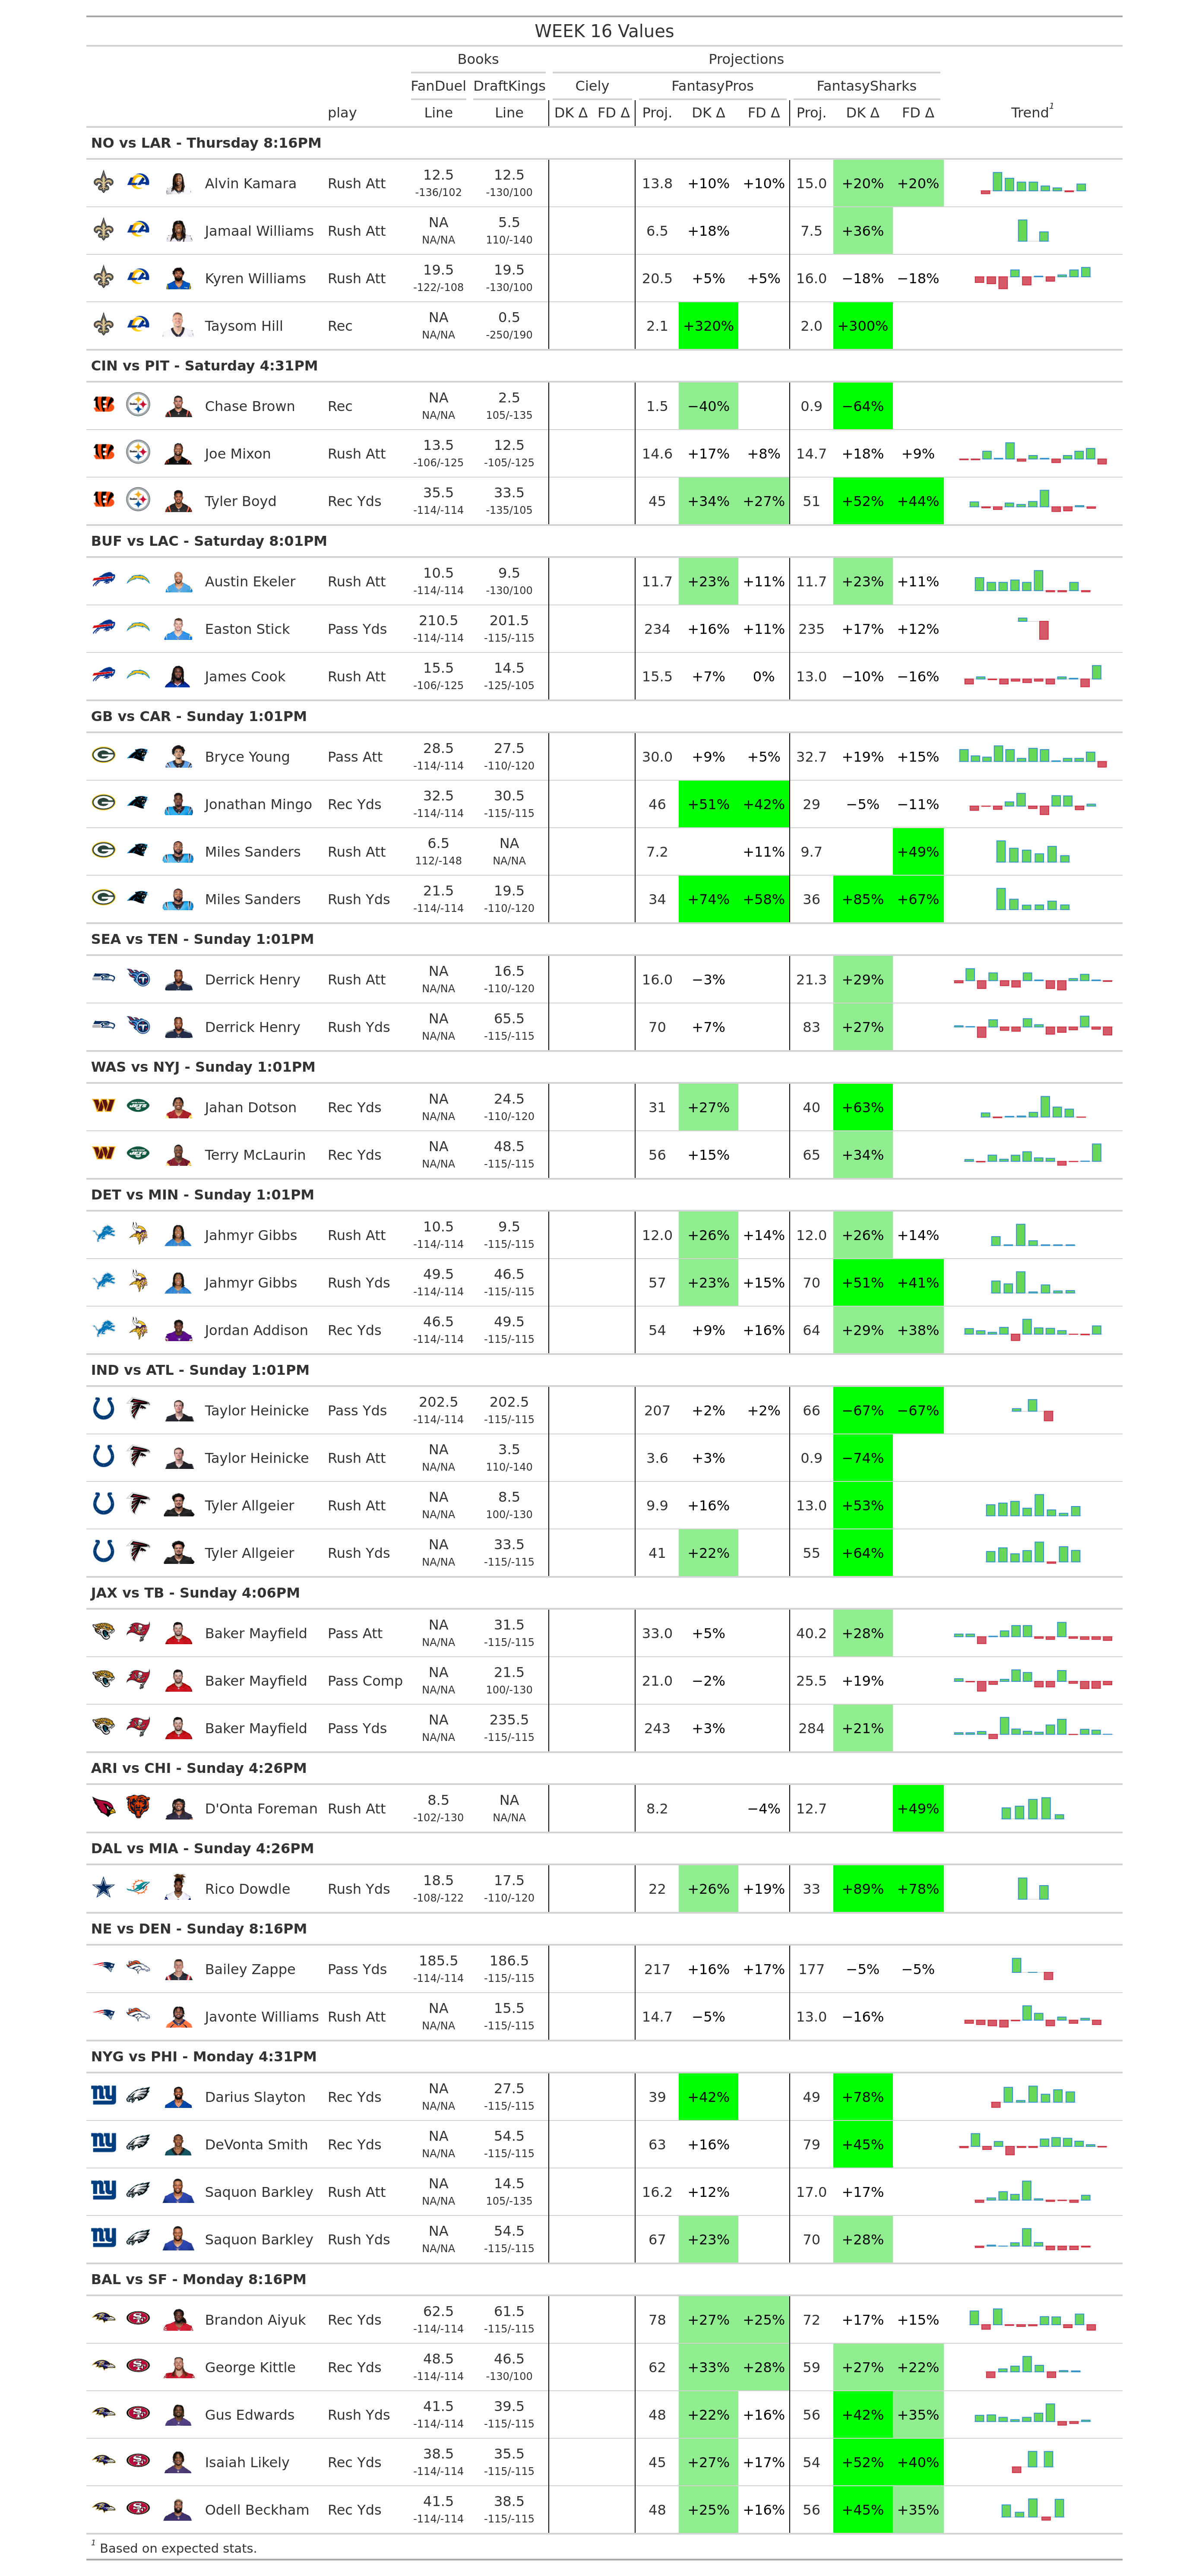 WEEK 16 Values
Books Projections
FanDuel DraftKings Ciely FantasyPros FantasySharks
play Line Line DK Δ FD Δ Proj. DK Δ FD Δ Proj. DK Δ FD Δ Trend1
NO vs LAR - Thursday 8:16PM
Alvin Kamara Rush Att 12.5 12.5 13.8 +10% +10% 15.0 +20% +20%
-136/102 -130/100
Jamaal Williams Rush Att NA 5.5 6.5 +18% 7.5 +36%
NA/NA 110/-140
Kyren Williams Rush Att 19.5 19.5 20.5 +5% +5% 16.0 −18% −18%
-122/-108 -130/100
Taysom Hill Rec NA 0.5 2.1 +320% 2.0 +300%
NA/NA -250/190
CIN vs PIT - Saturday 4:31PM
Chase Brown Rec NA 2.5 1.5 −40% 0.9 −64%
NA/NA 105/-135
Joe Mixon Rush Att 13.5 12.5 14.6 +17% +8% 14.7 +18% +9%
-106/-125 -105/-125
Tyler Boyd Rec Yds 35.5 33.5 45 +34% +27% 51 +52% +44%
-114/-114 -135/105
BUF vs LAC - Saturday 8:01PM
Austin Ekeler Rush Att 10.5 9.5 11.7 +23% +11% 11.7 +23% +11%
-114/-114 -130/100
Easton Stick Pass Yds 210.5 201.5 234 +16% +11% 235 +17% +12%
-114/-114 -115/-115
James Cook Rush Att 15.5 14.5 15.5 +7% 0% 13.0 −10% −16%
-106/-125 -125/-105
GB vs CAR - Sunday 1:01PM
Bryce Young Pass Att 28.5 27.5 30.0 +9% +5% 32.7 +19% +15%
-114/-114 -110/-120
Jonathan Mingo Rec Yds 32.5 30.5 46 +51% +42% 29 −5% −11%
-114/-114 -115/-115
Miles Sanders Rush Att 6.5 NA 7.2 +11% 9.7 +49%
112/-148 NA/NA
Miles Sanders Rush Yds 21.5 19.5 34 +74% +58% 36 +85% +67%
-114/-114 -110/-120
SEA vs TEN - Sunday 1:01PM
Derrick Henry Rush Att NA 16.5 16.0 −3% 21.3 +29%
NA/NA -110/-120
Derrick Henry Rush Yds NA 65.5 70 +7% 83 +27%
NA/NA -115/-115
WAS vs NYJ - Sunday 1:01PM
Jahan Dotson Rec Yds NA 24.5 31 +27% 40 +63%
NA/NA -110/-120
Terry McLaurin Rec Yds NA 48.5 56 +15% 65 +34%
NA/NA -115/-115
DET vs MIN - Sunday 1:01PM
Jahmyr Gibbs Rush Att 10.5 9.5 12.0 +26% +14% 12.0 +26% +14%
-114/-114 -115/-115
Jahmyr Gibbs Rush Yds 49.5 46.5 57 +23% +15% 70 +51% +41%
-114/-114 -115/-115
Jordan Addison Rec Yds 46.5 49.5 54 +9% +16% 64 +29% +38%
-114/-114 -115/-115
IND vs ATL - Sunday 1:01PM
Taylor Heinicke Pass Yds 202.5 202.5 207 +2% +2% 66 −67% −67%
-114/-114 -115/-115
Taylor Heinicke Rush Att NA 3.5 3.6 +3% 0.9 −74%
NA/NA 110/-140
Tyler Allgeier Rush Att NA 8.5 9.9 +16% 13.0 +53%
NA/NA 100/-130
Tyler Allgeier Rush Yds NA 33.5 41 +22% 55 +64%
NA/NA -115/-115
JAX vs TB - Sunday 4:06PM
Baker Mayfield Pass Att NA 31.5 33.0 +5% 40.2 +28%
NA/NA -115/-115
Baker Mayfield Pass Comp NA 21.5 21.0 −2% 25.5 +19%
NA/NA 100/-130
Baker Mayfield Pass Yds NA 235.5 243 +3% 284 +21%
NA/NA -115/-115
ARI vs CHI - Sunday 4:26PM
D'Onta Foreman Rush Att 8.5 NA 8.2 −4% 12.7 +49%
-102/-130 NA/NA
DAL vs MIA - Sunday 4:26PM
Rico Dowdle Rush Yds 18.5 17.5 22 +26% +19% 33 +89% +78%
-108/-122 -110/-120
NE vs DEN - Sunday 8:16PM
Bailey Zappe Pass Yds 185.5 186.5 217 +16% +17% 177 −5% −5%
-114/-114 -115/-115
Javonte Williams Rush Att NA 15.5 14.7 −5% 13.0 −16%
NA/NA -115/-115
NYG vs PHI - Monday 4:31PM
Darius Slayton Rec Yds NA 27.5 39 +42% 49 +78%
NA/NA -115/-115
DeVonta Smith Rec Yds NA 54.5 63 +16% 79 +45%
NA/NA -115/-115
Saquon Barkley Rush Att NA 14.5 16.2 +12% 17.0 +17%
NA/NA 105/-135
Saquon Barkley Rush Yds NA 54.5 67 +23% 70 +28%
NA/NA -115/-115
BAL vs SF - Monday 8:16PM
Brandon Aiyuk Rec Yds 62.5 61.5 78 +27% +25% 72 +17% +15%
-114/-114 -115/-115
George Kittle Rec Yds 48.5 46.5 62 +33% +28% 59 +27% +22%
-114/-114 -130/100
Gus Edwards Rush Yds 41.5 39.5 48 +22% +16% 56 +42% +35%
-114/-114 -115/-115
Isaiah Likely Rec Yds 38.5 35.5 45 +27% +17% 54 +52% +40%
-114/-114 -115/-115
Odell Beckham Rec Yds 41.5 38.5 48 +25% +16% 56 +45% +35%
-114/-114 -115/-115
1 Based on expected stats.